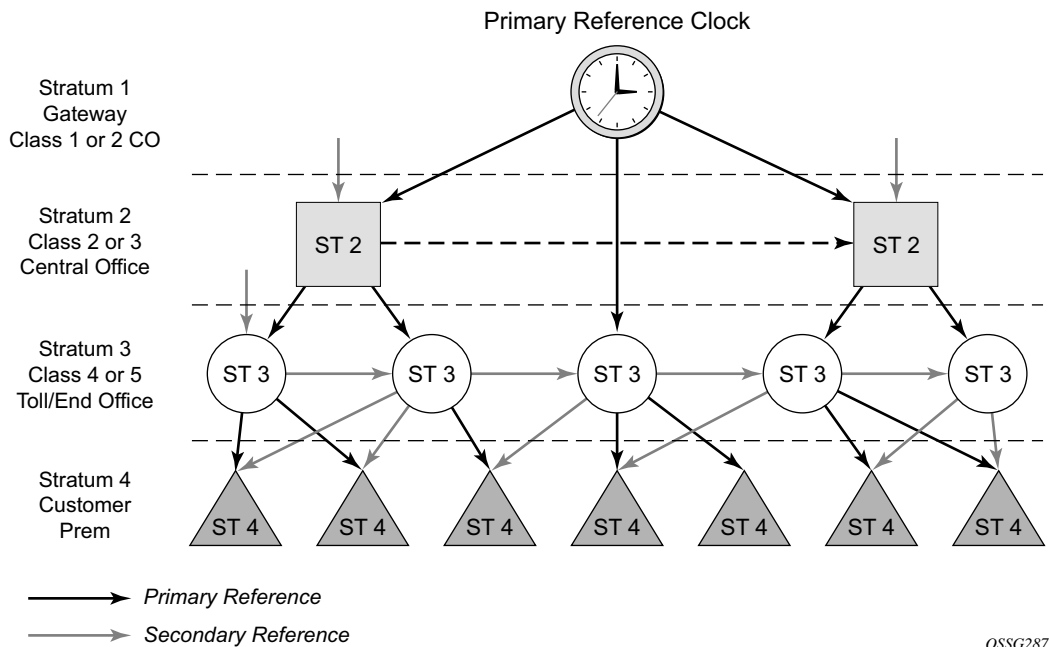 Primary Reference Clock
Stratum 1
Gateway
Class 1 or 2 CO
Stratum 2
Class 2 or 3
Central Office
ST 2
ST 2
Stratum 3
Class 4 or 5
Toll/End Office
ST 3
ST 3
ST 3
ST 3
ST 3
Stratum 4
Customer
Prem
ST 4
ST 4
ST 4
ST 4
ST 4
ST 4
ST 4
Primary Reference
Secondary Reference
OSSG287